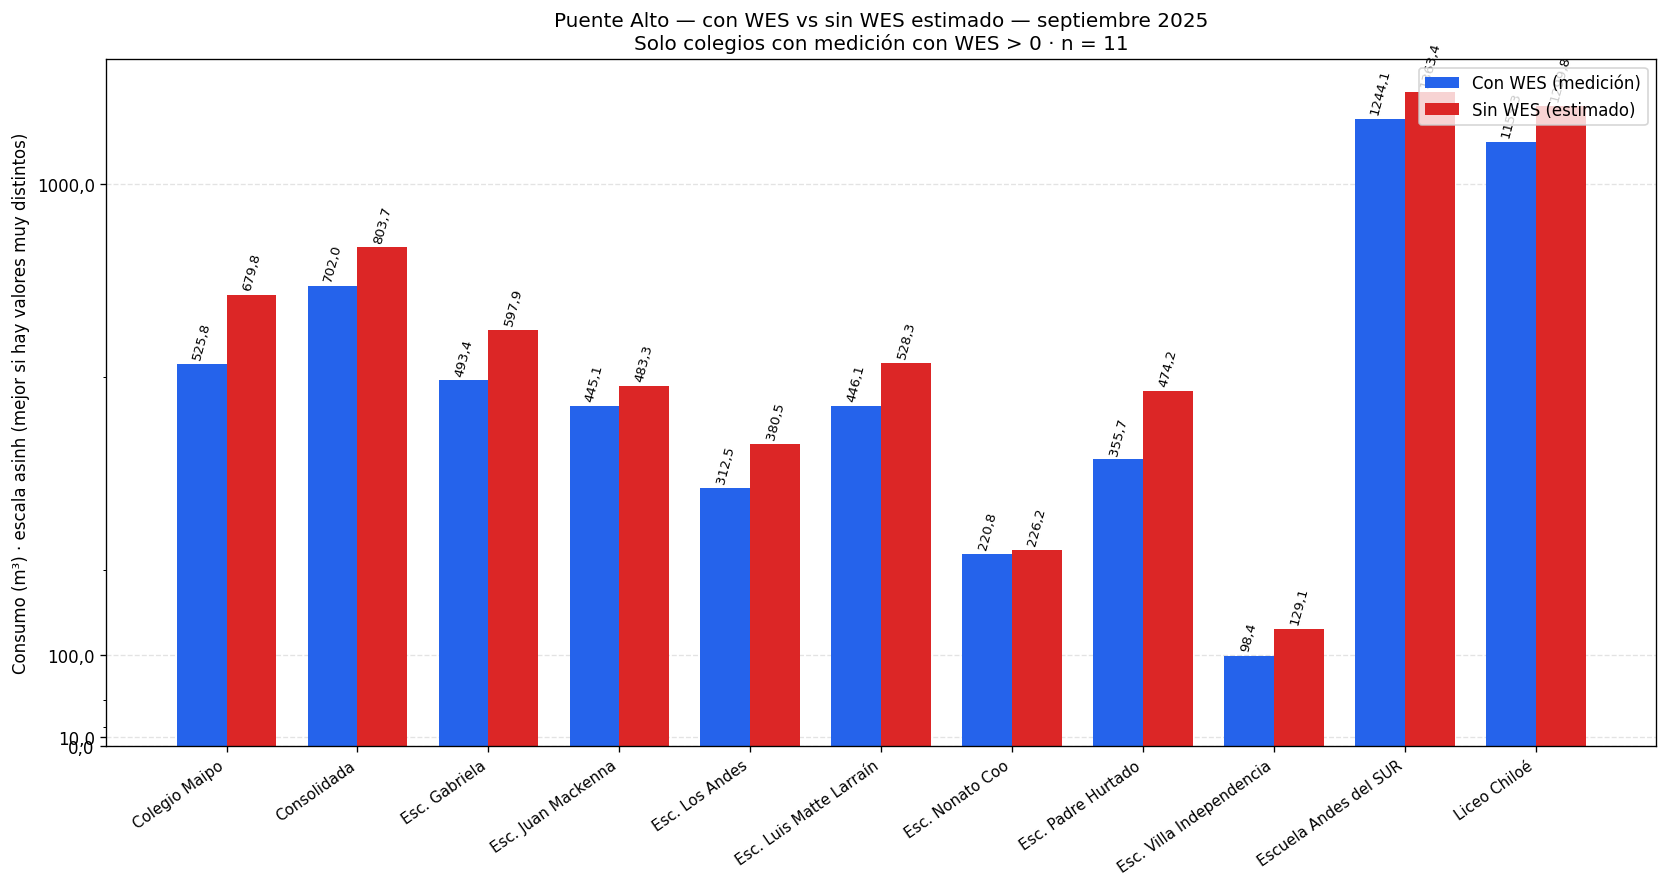 Puente Alto — con WES vs sin WES estimado — septiembre 2025
Solo colegios con medición con WES > 0 · n = 11
Consumo (m³) · escala asinh (mejor si hay valores muy distintos)
1000,0
100,0
10,0
0,0
Con WES (medición)
Sin WES (estimado)
525,8
679,8
702,0
803,7
493,4
597,9
445,1
483,3
312,5
380,5
446,1
528,3
220,8
226,2
355,7
474,2
98,4
129,1
1244,1
Colegio Maipo
Consolidada
Esc. Gabriela
Esc. Juan Mackenna
Esc. Los Andes
Esc. Luis Matte Larraín
Esc. Nonato Coo
Esc. Padre Hurtado
Esc. Villa Independencia
Escuela Andes del SUR
Liceo Chiloé